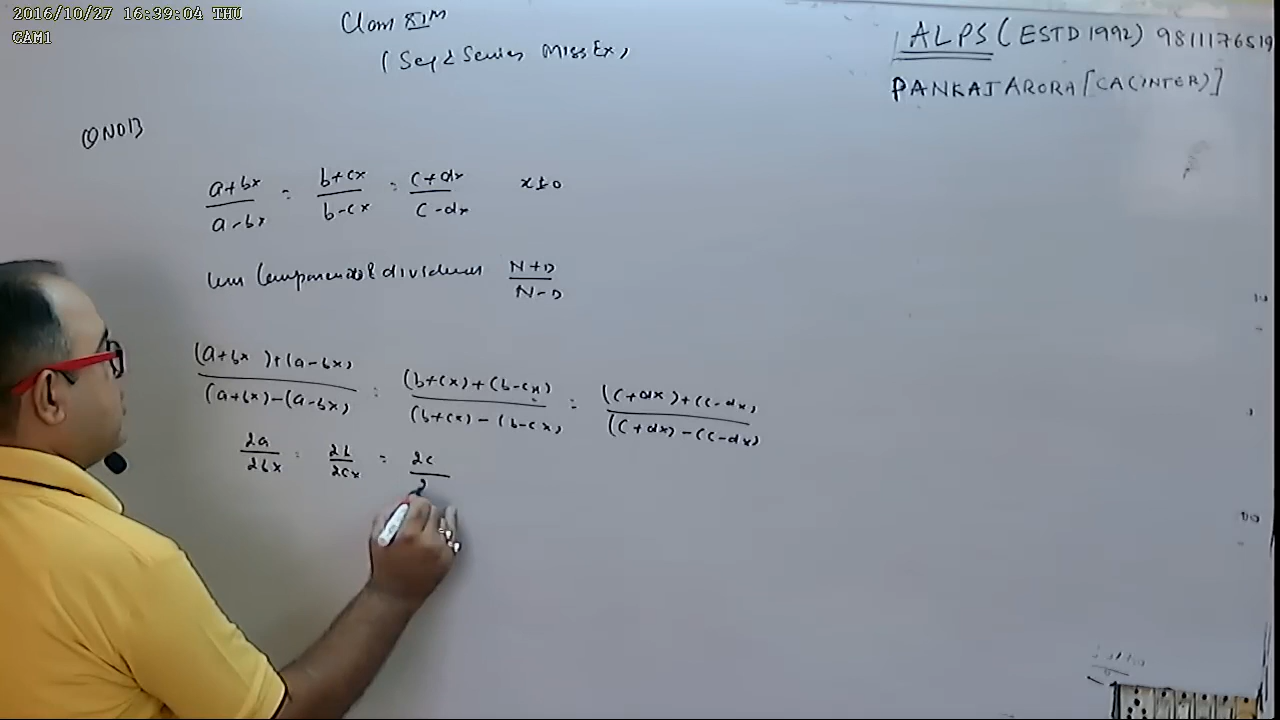 2016/10/27 16:39:04 THU
CAM1
Class XI M
(Seq & Series Miss Ex)
ALPS (ESTD 1992) 9811176519
PANKAJ ARORA [CA(INTER)]
Q NO 13
(a+bx)/(a-bx) = (b+cx)/(b-cx) = (c+dx)/(c-dx) x≠0
N+D/N-D
((a+bx)+(a-bx))/((a+bx)-(a-bx)) = ((b+cx)+(b-cx))/((b+cx)-(b-cx)) = ((c+dx)+(c-dx))/((c+dx)-(c-dx))
2a/2bx = 2b/2cx = 2c/2